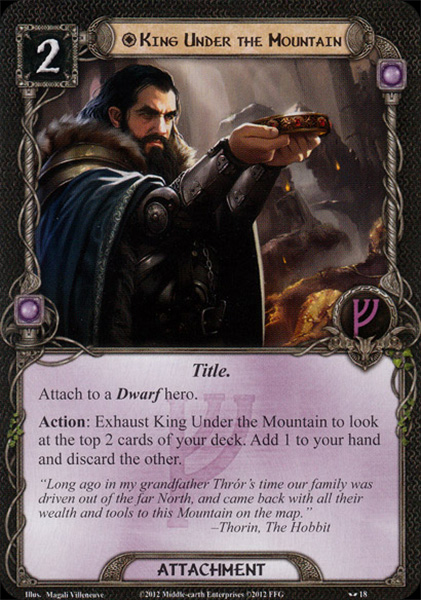 2
King Under the Mountain
Title.
Attach to a Dwarf hero.
Action: Exhaust King Under the Mountain to look
at the top 2 cards of your deck. Add 1 to your hand
and discard the other.
“Long ago in my grandfather Thrór’s time our family was
driven out of the far North, and came back with all their
wealth and tools to this Mountain on the map.”
–Thorin, The Hobbit
ATTACHMENT
Illus. Magali Villeneuve ©2012 Middle-earth Enterprises ©2012 FFG 18